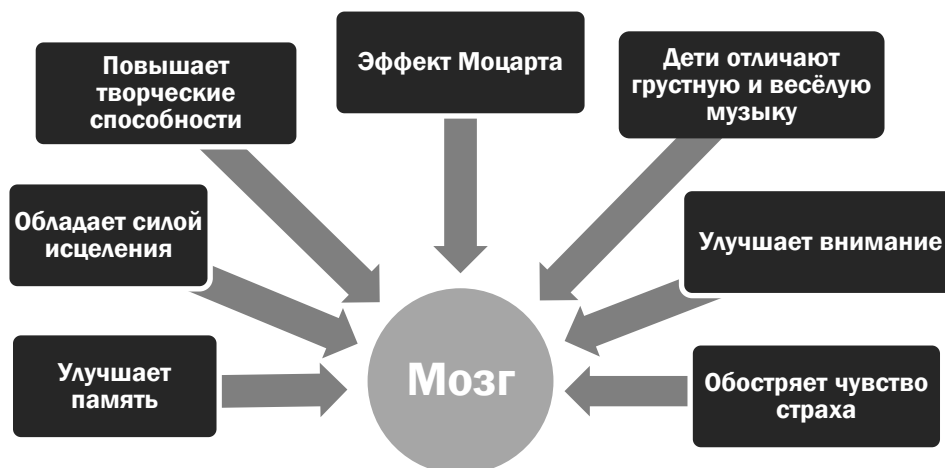 Повышает
творческие
способности
Эффект Моцарта
Дети отличают
грустную и весёлую
музыку
Обладает силой
исцеления
Улучшает внимание
Улучшает
память
Мозг
Обостряет чувство
страха